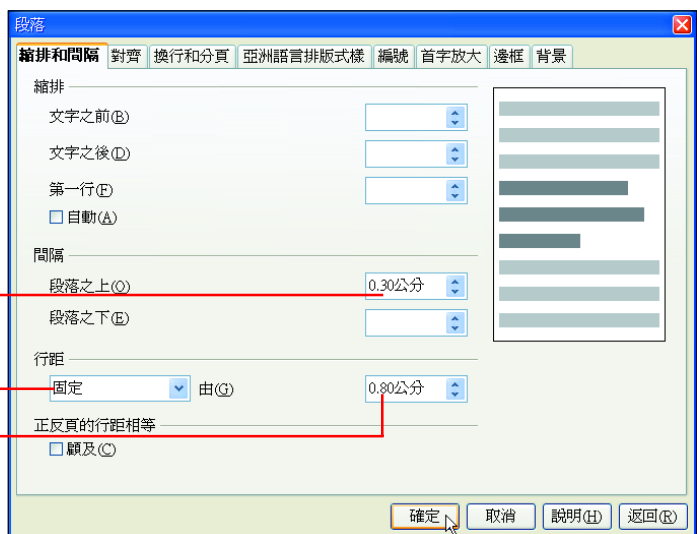 段落
縮排和間隔 對齊 換行和分頁 亞洲語言排版式樣 編號 首字放大 邊框 背景
縮排
文字之前(B)
文字之後(D)
第一行(F)
自動(A)
間隔
段落之上(O) 0.30公分
段落之下(E)
行距
固定 由(G) 0.80公分
正反頁的行距相等
顧及(C)
確定 取消 說明(H) 返回(R)